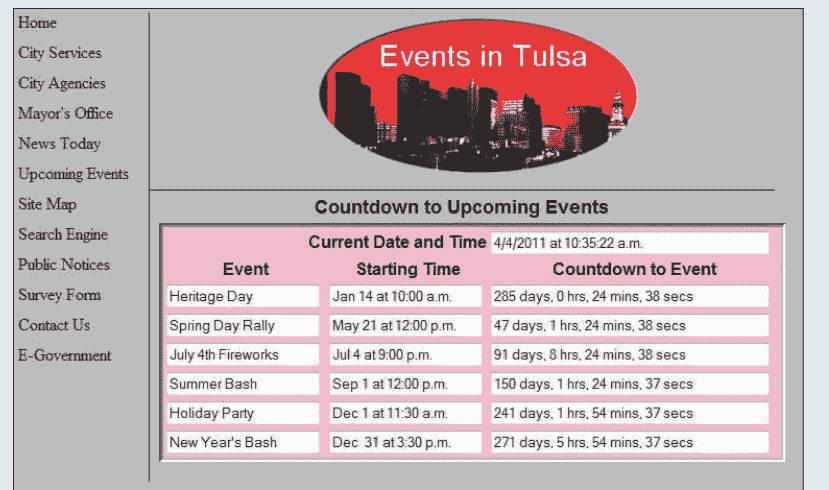 Home
City Services
City Agencies
Mayor's Office
News Today
Upcoming Events
Site Map
Search Engine
Public Notices
Survey Form
Contact Us
E-Government
Events in Tulsa
Countdown to Upcoming Events
Current Date and Time 4/4/2011 at 10:35:22 a.m.
Event Starting Time Countdown to Event
Heritage Day Jan 14 at 10:00 a.m. 285 days, 0 hrs, 24 mins, 38 secs
Spring Day Rally May 21 at 12:00 p.m. 47 days, 1 hrs, 24 mins, 38 secs
July 4th Fireworks Jul 4 at 9:00 p.m. 91 days, 8 hrs, 24 mins, 38 secs
Summer Bash Sep 1 at 12:00 p.m. 150 days, 1 hrs, 24 mins, 37 secs
Holiday Party Dec 1 at 11:30 a.m. 241 days, 1 hrs, 54 mins, 37 secs
New Year's Bash Dec 31 at 3:30 p.m. 271 days, 5 hrs, 54 mins, 37 secs